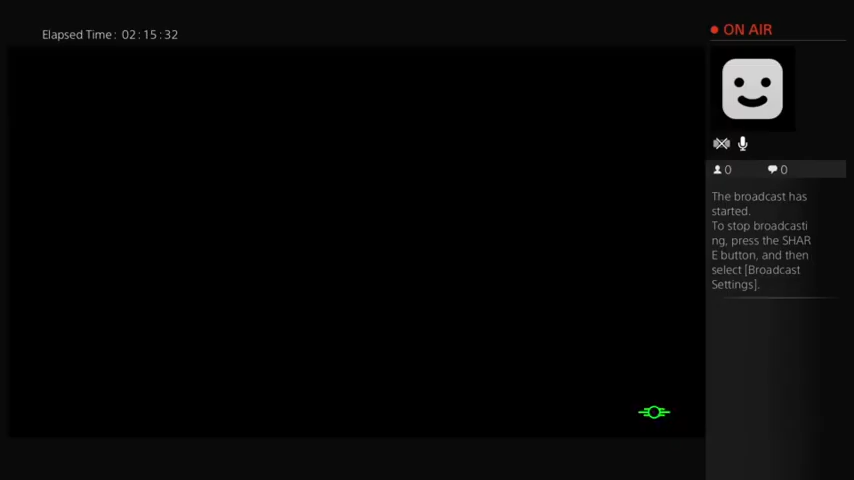 Elapsed Time: 02:15:32
ON AIR
0 0
The broadcast has
started.
To stop broadcasti
ng, press the SHAR
E button, and then
select [Broadcast
Settings].